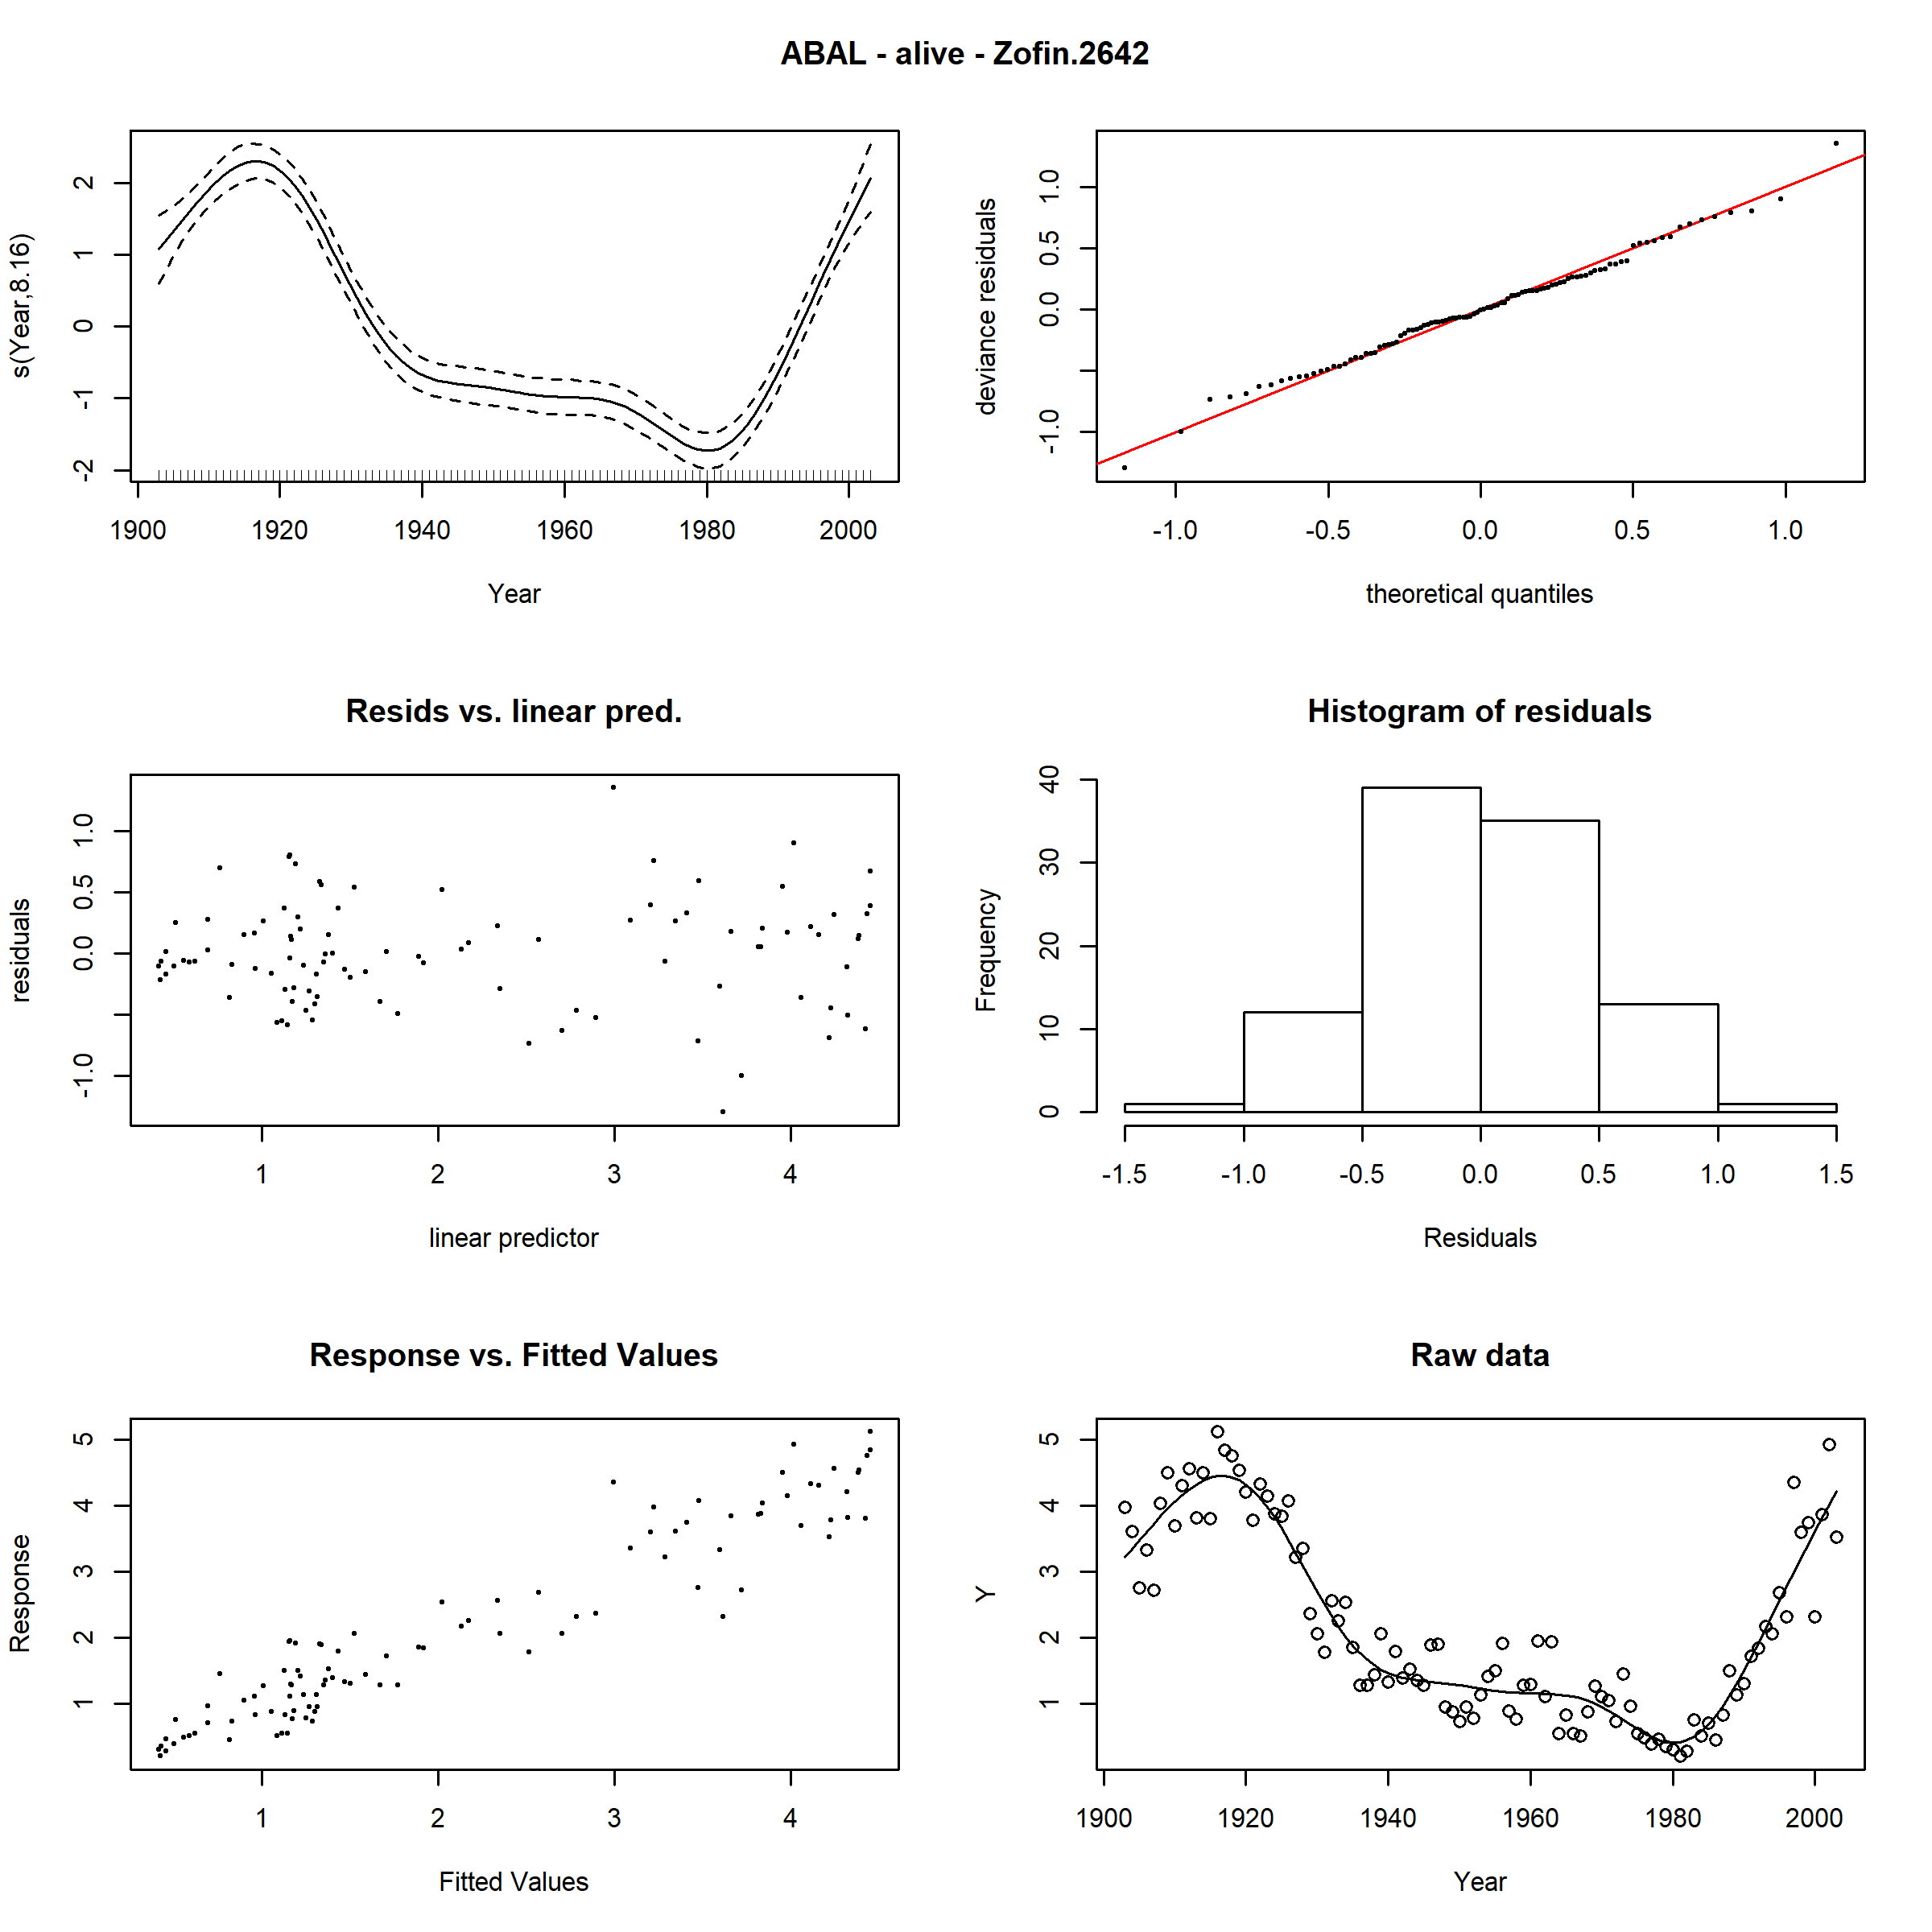 ABAL - alive - Zofin.2642
s(Year,8.16)
2
1
0
-1
-2
1900 1920 1940 1960 1980 2000
Year
deviance residuals
1.0
0.5
0.0
-1.0
-1.0 -0.5 0.0 0.5 1.0
theoretical quantiles
Resids vs. linear pred.
residuals
1.0
0.5
0.0
-1.0
1 2 3 4
linear predictor
Histogram of residuals
Frequency
40
30
20
10
0
-1.5 -1.0 -0.5 0.0 0.5 1.0 1.5
Residuals
Response vs. Fitted Values
Response
5
4
3
2
1
1 2 3 4
Fitted Values
Raw data
Y
5
4
3
2
1
1900 1920 1940 1960 1980 2000
Year